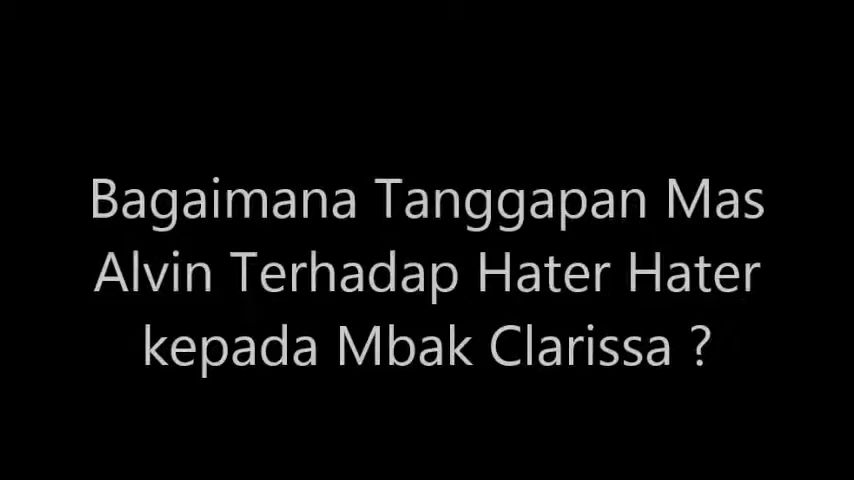 Bagaimana Tanggapan Mas
Alvin Terhadap Hater Hater
kepada Mbak Clarissa ?